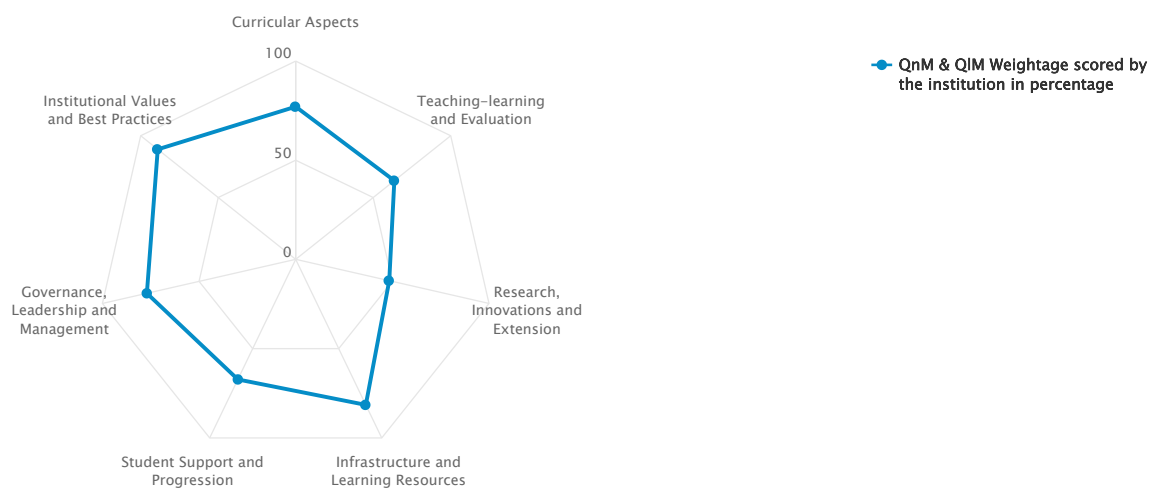 Curricular Aspects
100
Institutional Values
and Best Practices
Teaching-learning
and Evaluation
50
0
Governance,
Leadership and
Management
Research,
Innovations and
Extension
Student Support and
Progression
Infrastructure and
Learning Resources
QnM & QlM Weightage scored by
the institution in percentage